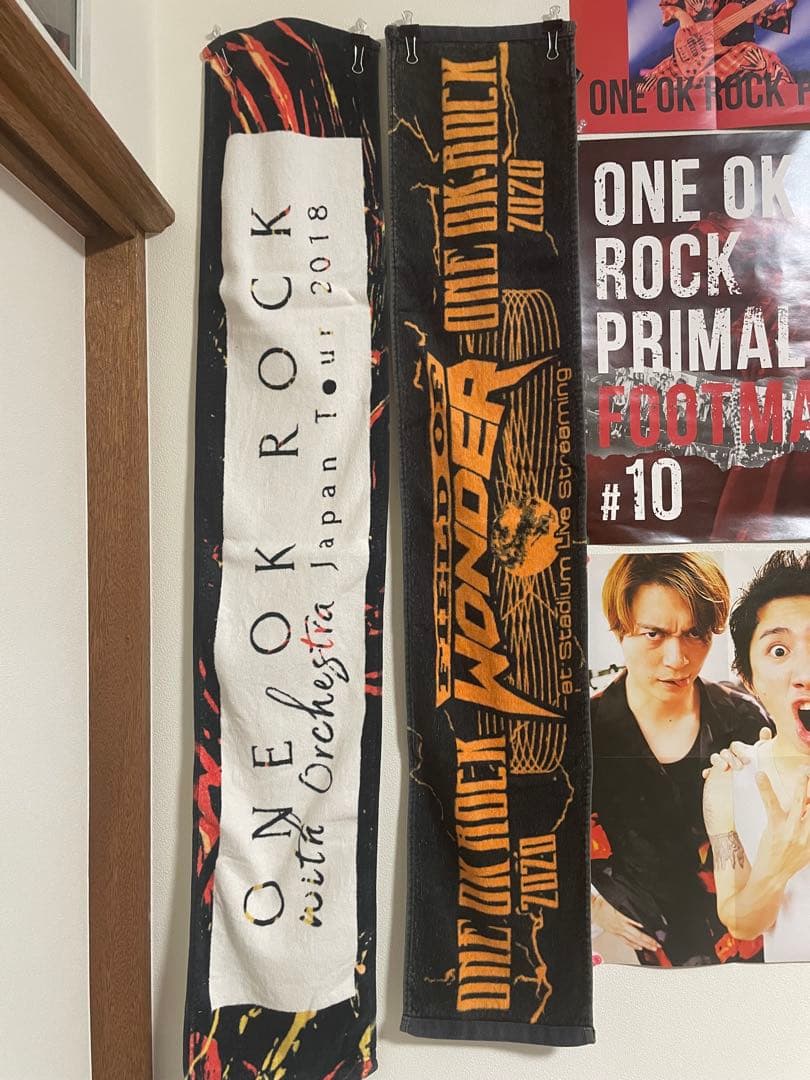 ONE OK ROCK
with Orchestra Japan Tour 2018
ONE OK ROCK
2020
FIELD OF
WONDER
at Stadium Live Streaming
ONE OK ROCK
2020
ONE OK ROCK
ONE OK
ROCK
PRIMAL
FOOTMA
#10